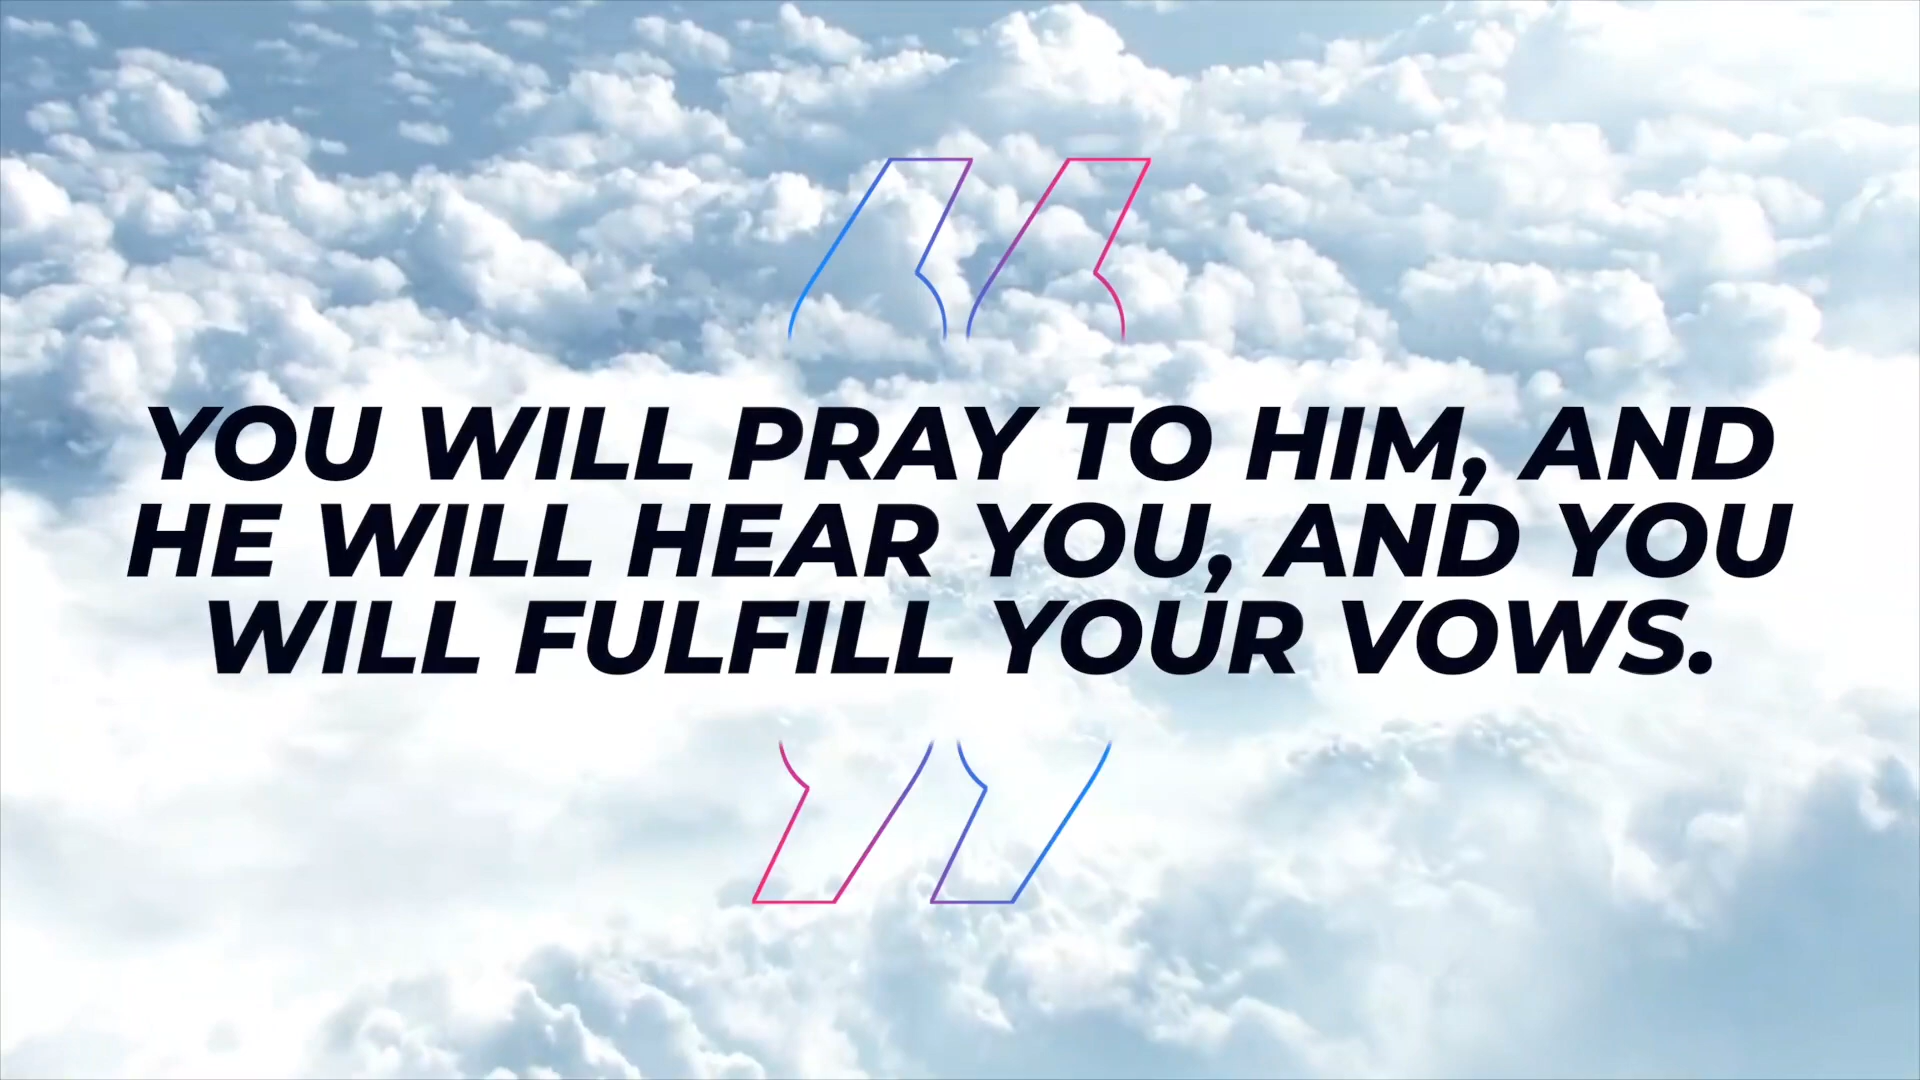 YOU WILL PRAY TO HIM, AND
HE WILL HEAR YOU, AND YOU
WILL FULFILL YOUR VOWS.